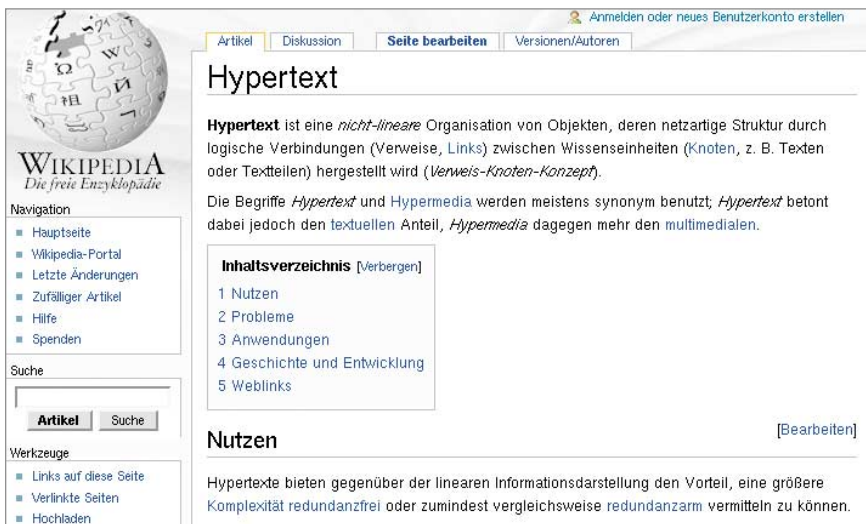 Anmelden oder neues Benutzerkonto erstellen
Artikel
Diskussion
Seite bearbeiten
Versionen/Autoren
WIKIPEDIA
Die freie Enzyklopädie
Navigation
Hauptseite
Wikipedia-Portal
Letzte Änderungen
Zufälliger Artikel
Hilfe
Spenden
Suche
Artikel Suche
Werkzeuge
Links auf diese Seite
Verlinkte Seiten
Hochladen
Hypertext
Hypertext ist eine nicht-lineare Organisation von Objekten, deren netzartige Struktur durch
logische Verbindungen (Verweise, Links) zwischen Wissenseinheiten (Knoten, z. B. Texten
oder Textteilen) hergestellt wird (Verweis-Knoten-Konzept).
Die Begriffe Hypertext und Hypermedia werden meistens synonym benutzt; Hypertext betont
dabei jedoch den textuellen Anteil, Hypermedia dagegen mehr den multimedialen.
Inhaltsverzeichnis [Verbergen]
1 Nutzen
2 Probleme
3 Anwendungen
4 Geschichte und Entwicklung
5 Weblinks
[Bearbeiten]
Nutzen
Hypertexte bieten gegenüber der linearen Informationsdarstellung den Vorteil, eine größere
Komplexität redundanzfrei oder zumindest vergleichsweise redundanzarm vermitteln zu können.